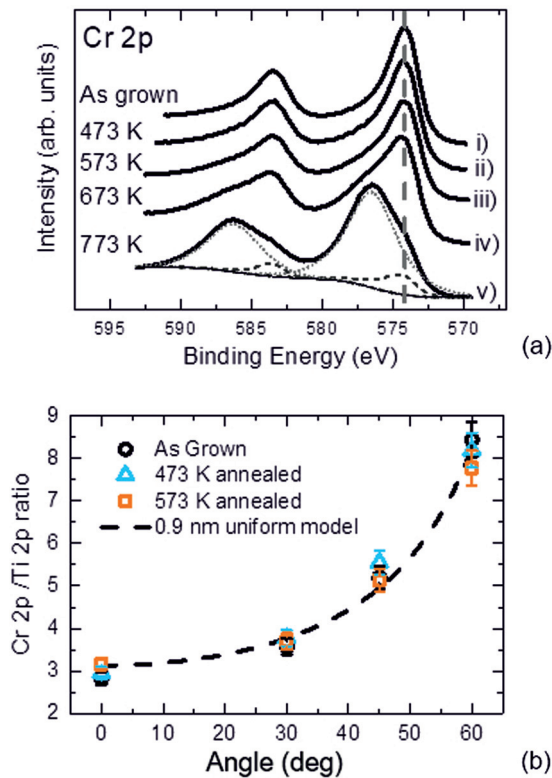 Cr 2p
As grown
473 K
573 K
673 K
773 K
i)
ii)
iii)
iv)
v)
Intensity (arb. units)
595 590 585 580 575 570
Binding Energy (eV)
(a)
9
8
7
6
5
4
3
2
Cr 2p /Ti 2p ratio
As Grown
473 K annealed
573 K annealed
0.9 nm uniform model
0 10 20 30 40 50 60
Angle (deg)
(b)